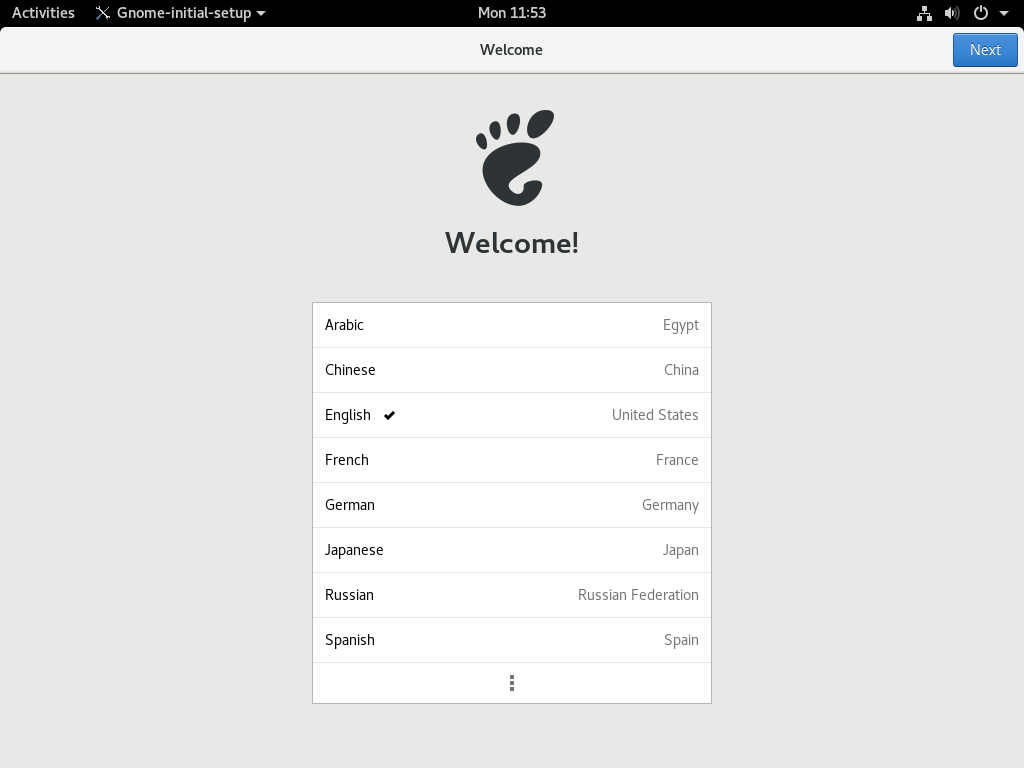 Activities Gnome-initial-setup Mon 11:53
Welcome Next
Welcome!
Arabic Egypt
Chinese China
English United States
French France
German Germany
Japanese Japan
Russian Russian Federation
Spanish Spain